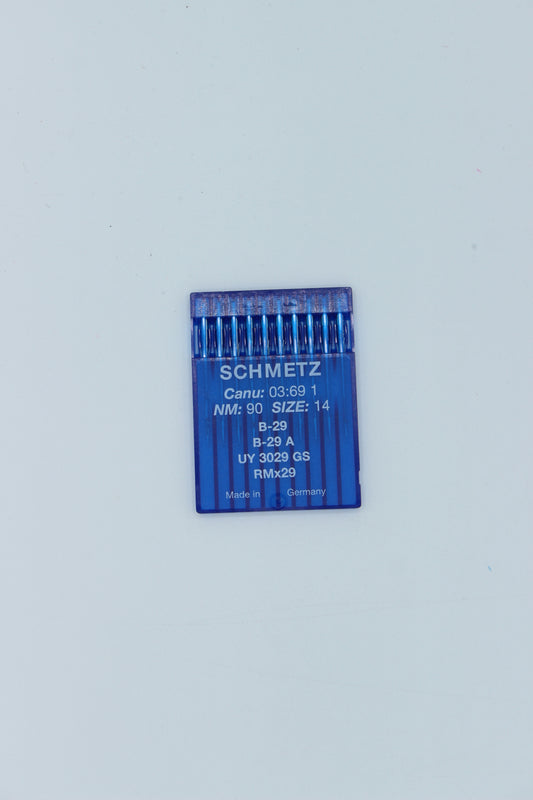 SCHMETZ
Canu: 03:69 1
NM: 90 SIZE: 14
B-29
B-29 A
UY 3029 GS
RMx29
Made in Germany